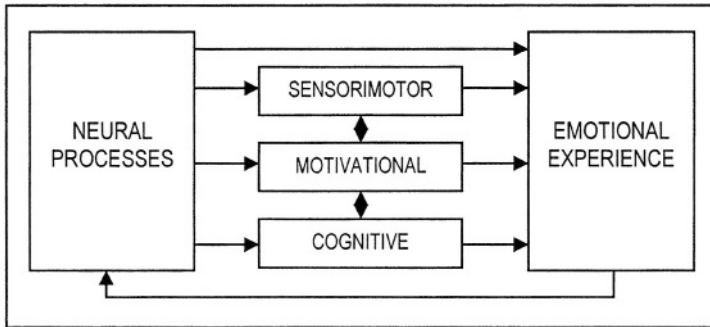 NEURAL
PROCESSES
SENSORIMOTOR
MOTIVATIONAL
COGNITIVE
EMOTIONAL
EXPERIENCE